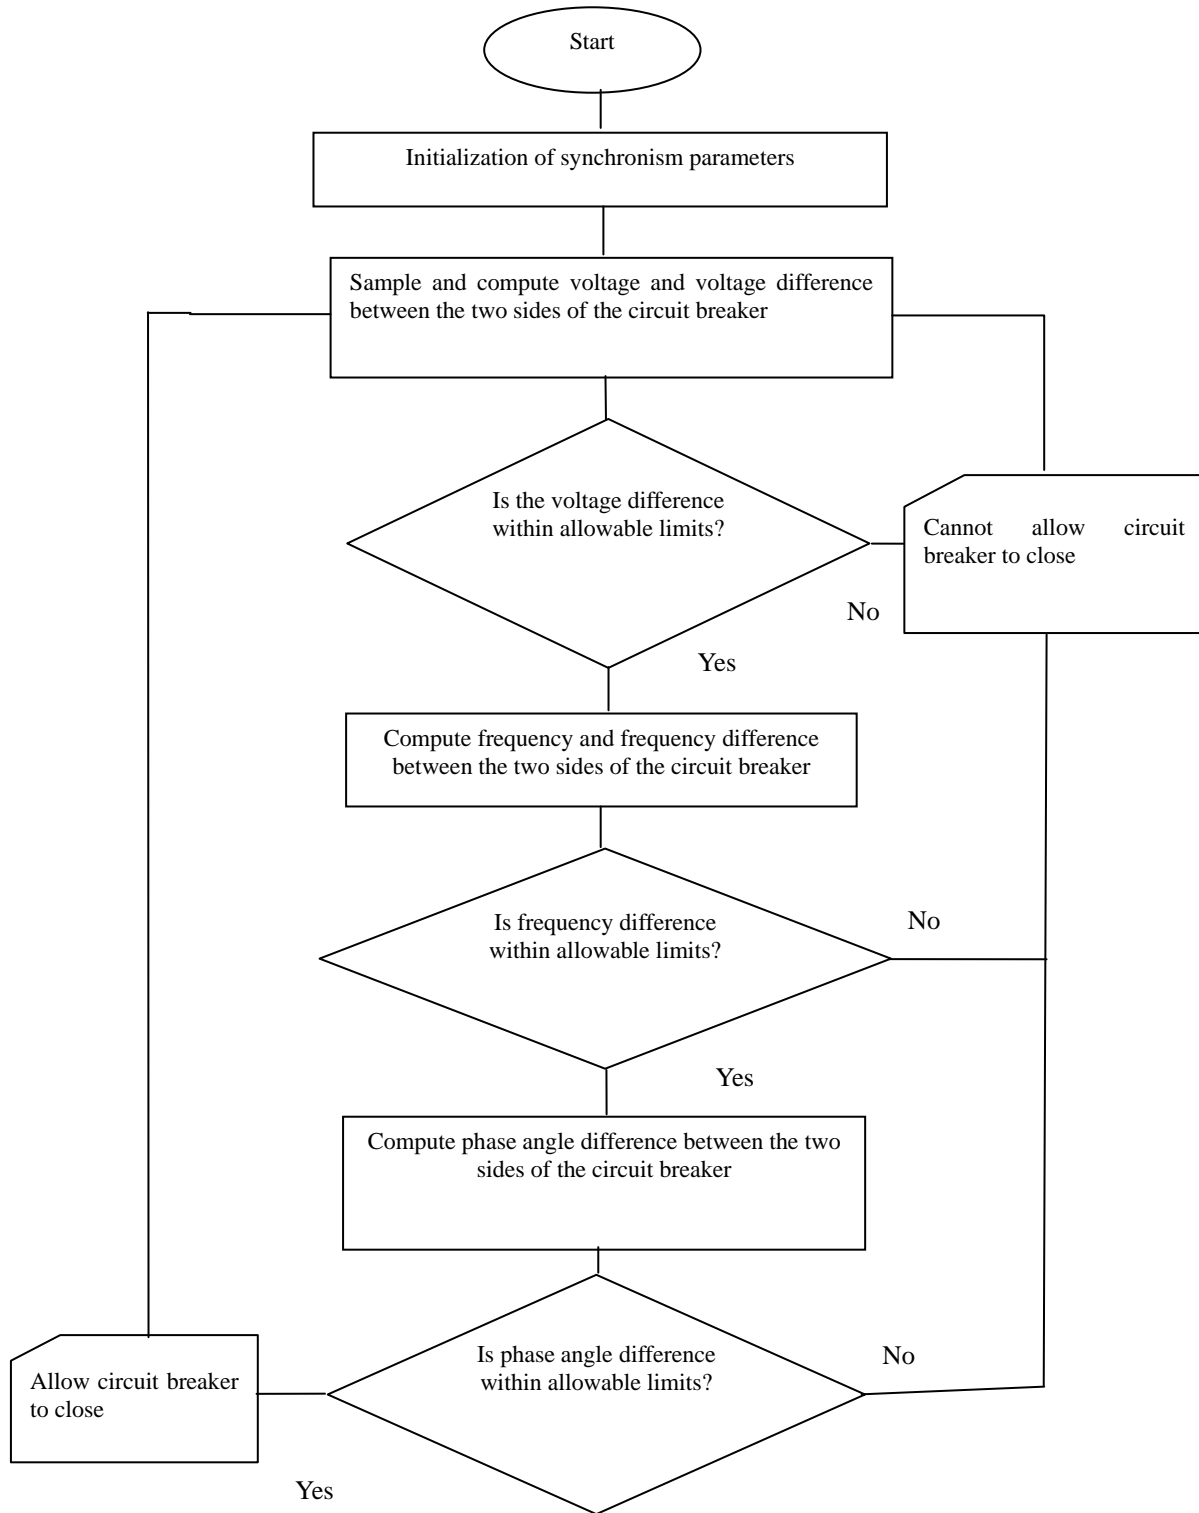 Start
Initialization of synchronism parameters
Sample and compute voltage and voltage difference
between the two sides of the circuit breaker
Is the voltage difference
within allowable limits?
Cannot allow circuit
breaker to close
No
Yes
Compute frequency and frequency difference
between the two sides of the circuit breaker
Is frequency difference
within allowable limits?
No
Yes
Compute phase angle difference between the two
sides of the circuit breaker
Is phase angle difference
within allowable limits?
No
Allow circuit breaker
to close
Yes